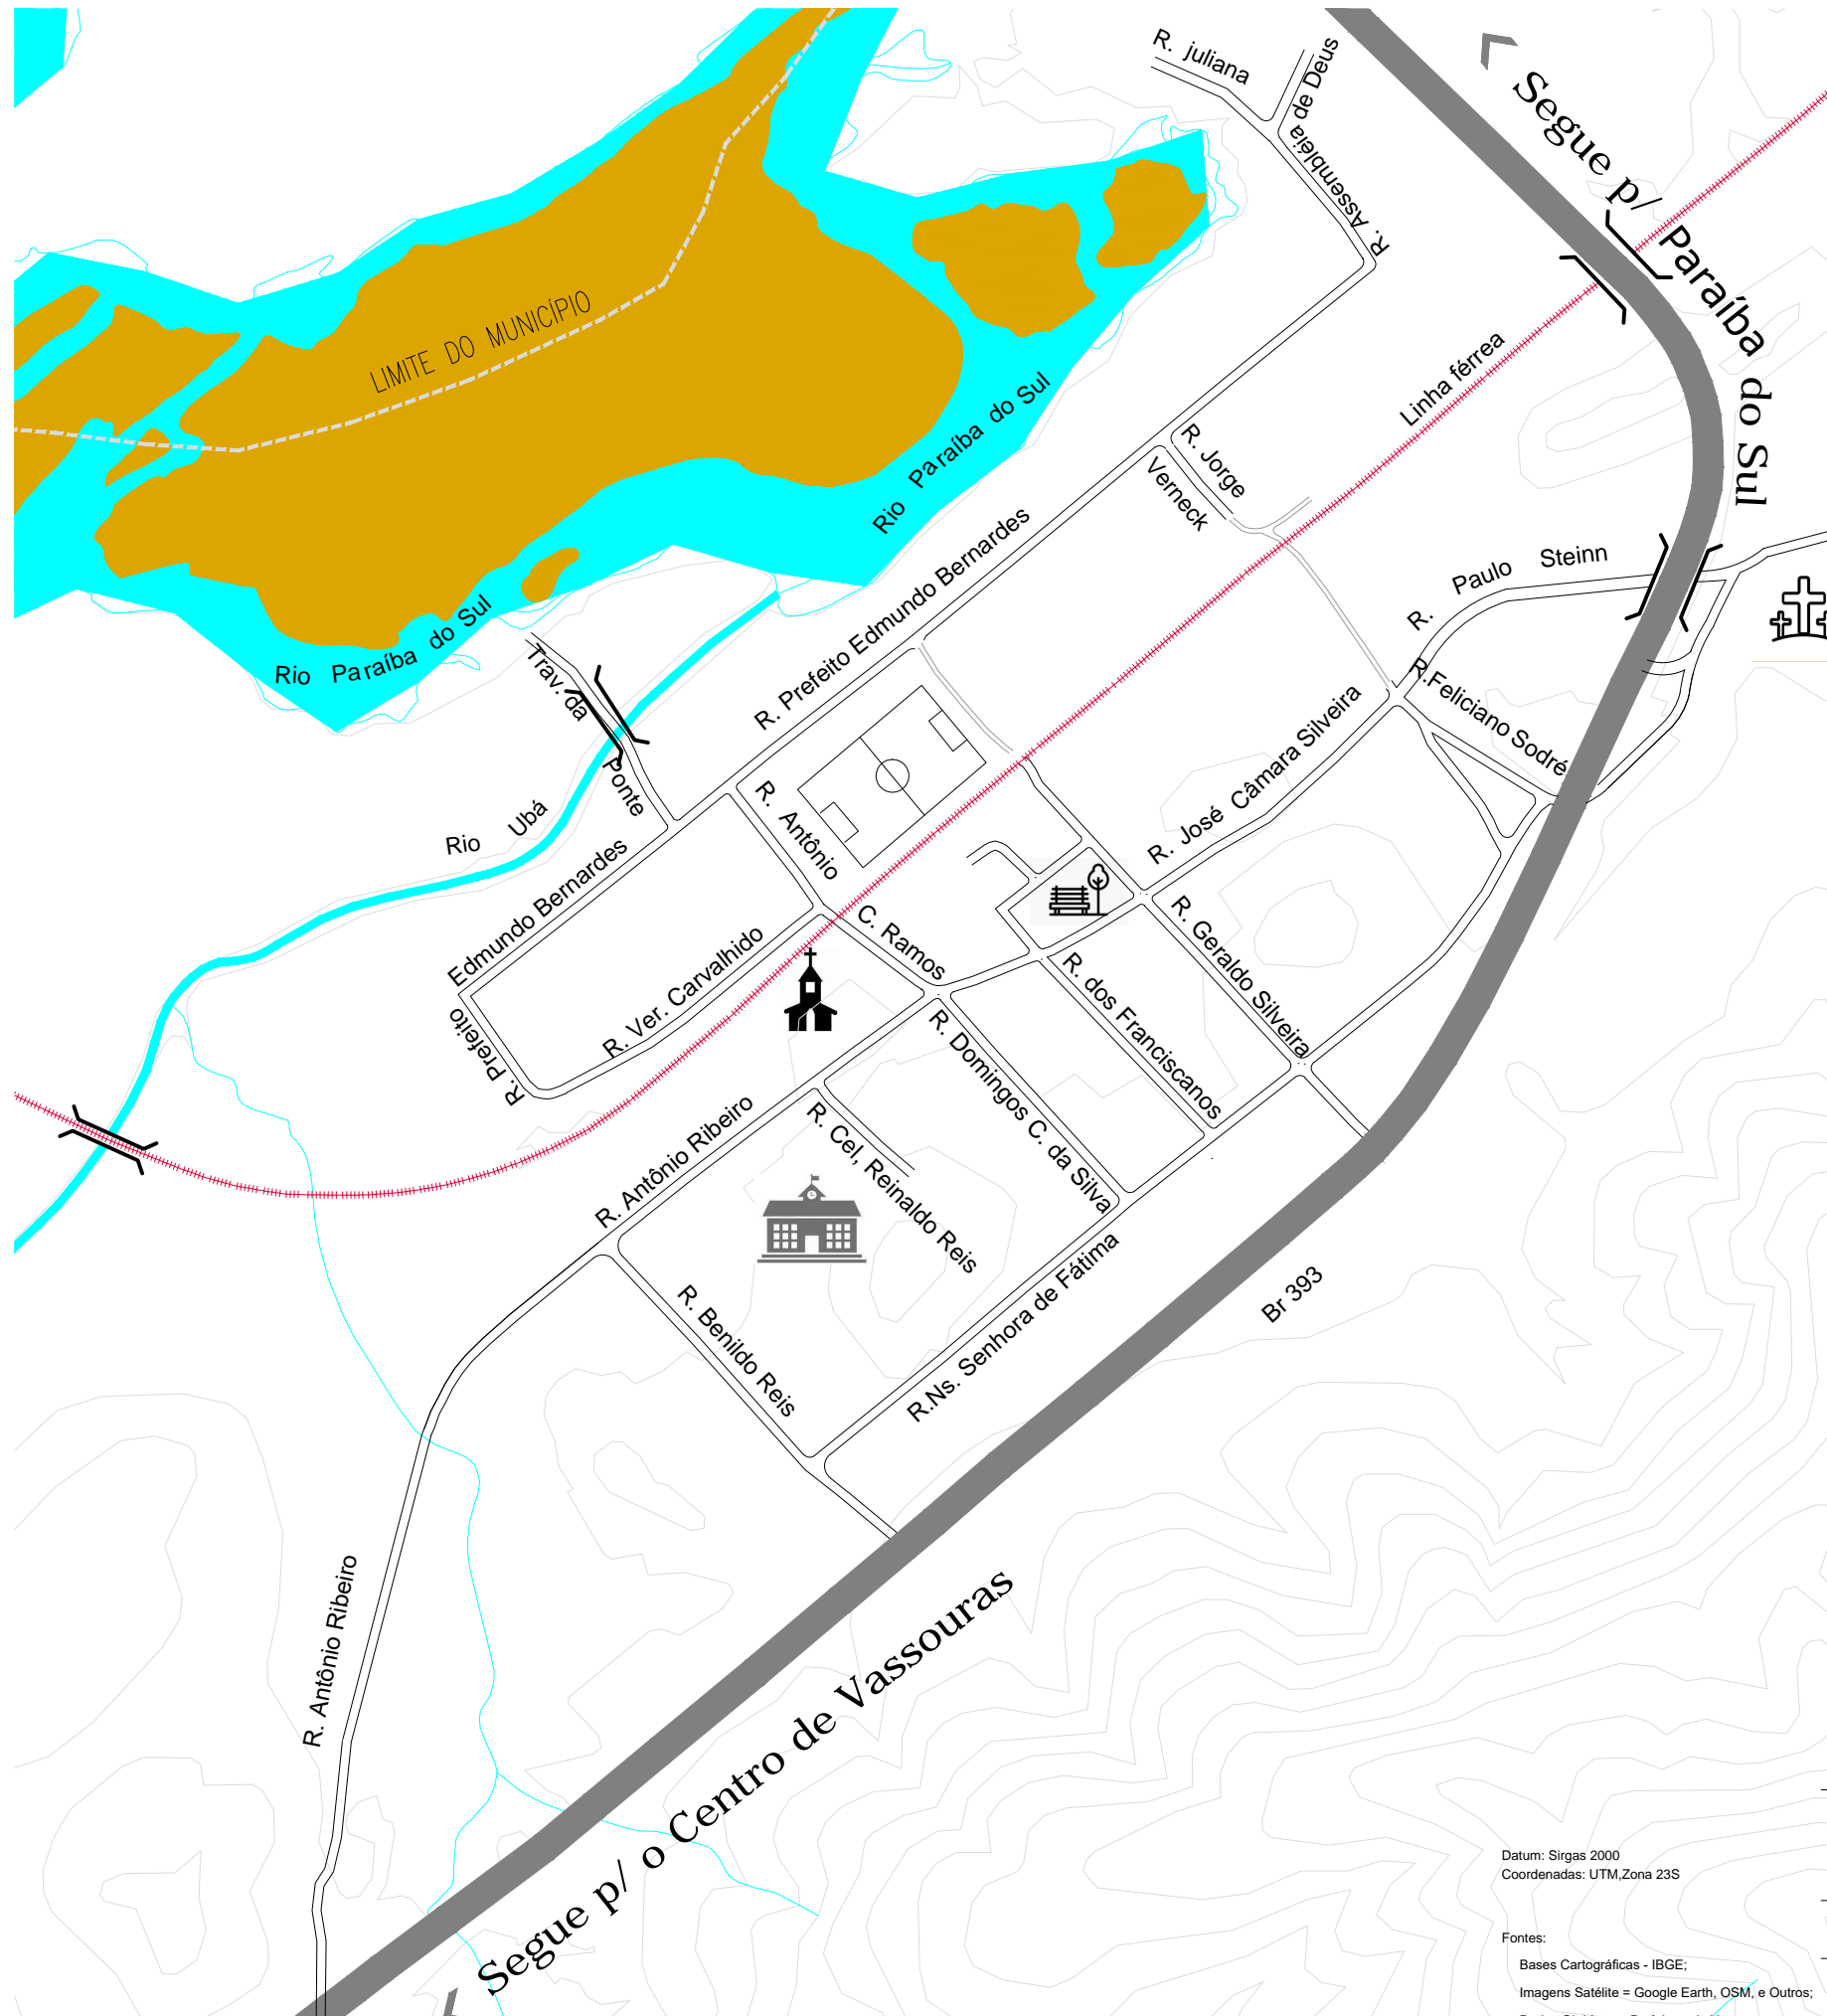 R. juliana
R. Assembléia de Deus
Segue p/ Paraíba do Sul
LIMITE DO MUNICÍPIO
Linha férrea
Rio Paraíba do Sul
R. Jorge
Verneck
R. Prefeito Edmundo Bernardes
R. Paulo Steinn
Rio Paraíba do Sul
Trav. da
Ponte
R.Feliciano Sodré
R. José Câmara Silveira
Rio Ubá
R. Antônio
C. Ramos
Edmundo Bernardes
R. Prefeito
R. Ver. Carvalhido
R. Geraldo Silveira
R. dos Franciscanos
R. Domingos C. da Silva
R. Antônio Ribeiro
R. Cel, Reinaldo Reis
R. Benildo Reis
R.Ns. Senhora de Fátima
Br 393
R. Antônio Ribeiro
Segue p/ o Centro de Vassouras
Datum: Sirgas 2000
Coordenadas: UTM,Zona 23S
Fontes:
Bases Cartográficas - IBGE;
Imagens Satélite = Google Earth, OSM, e Outros;